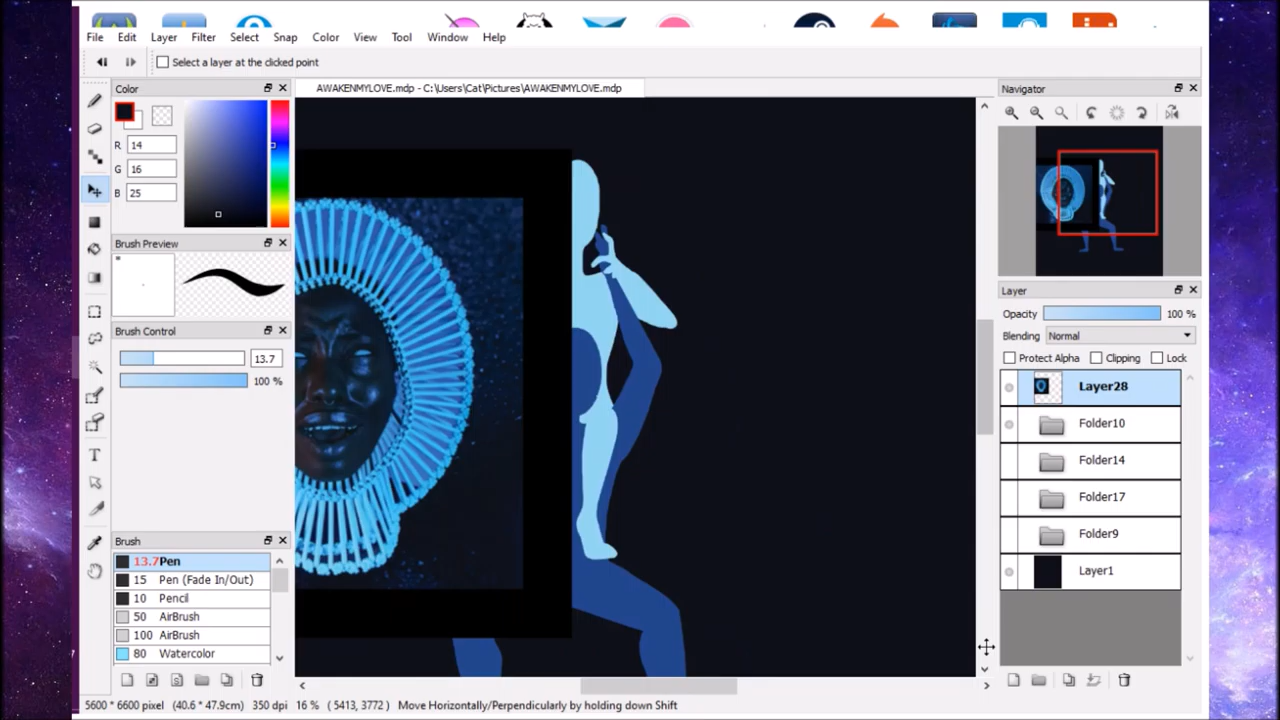 File Edit Layer Filter Select Snap Color View Tool Window Help
Select a layer at the clicked point
Color
AWAKENMYLOVE.mdp - C:\Users\Cat\Pictures\AWAKENMYLOVE.mdp
Navigator
R 14
G 16
B 25
Brush Preview
Layer
Opacity 100 %
Brush Control
Blending Normal
13.7
Protect Alpha Clipping Lock
100 %
Layer28
Folder10
Folder14
Folder17
Folder9
Layer1
Brush
13.7 Pen
15 Pen (Fade In/Out)
10 Pencil
50 AirBrush
100 AirBrush
80 Watercolor
5600 * 6600 pixel (40.6 * 47.9cm) 350 dpi 16 % ( 5413, 3772 ) Move Horizontally/Perpendicularly by holding down Shift